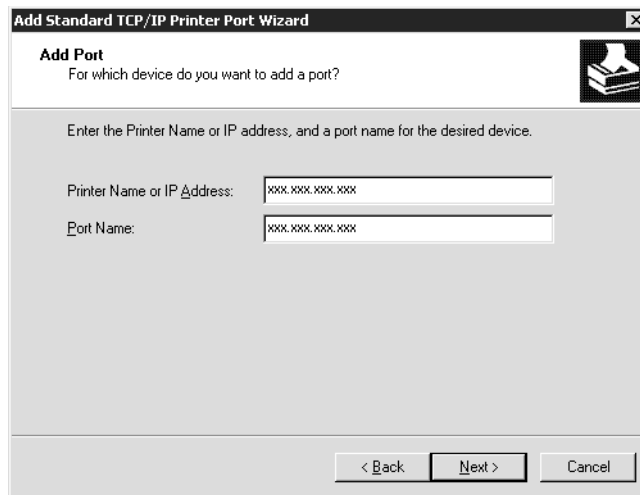 Add Standard TCP/IP Printer Port Wizard
Add Port
For which device do you want to add a port?
Enter the Printer Name or IP address, and a port name for the desired device.
Printer Name or IP Address: xxx.xxx.xxx.xxx
Port Name: xxx.xxx.xxx.xxx
< Back Next > Cancel